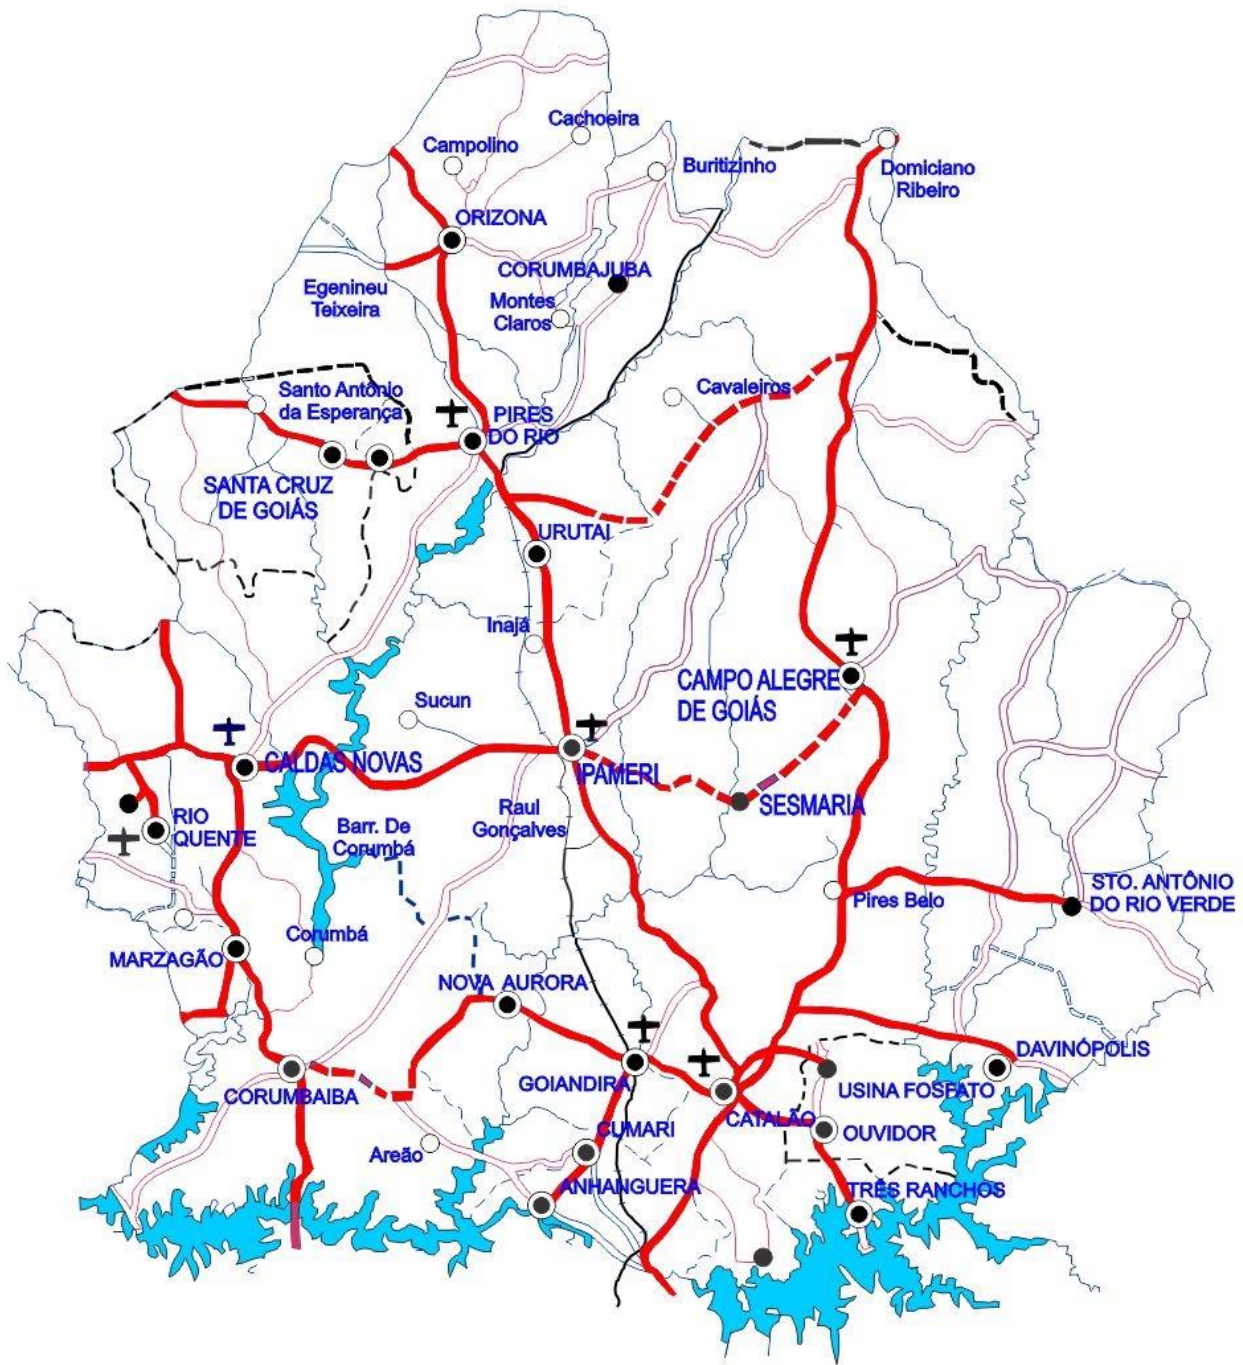 Cachoeira
Campolino
Buritizinho
Domiciano
Ribeiro
ORIZONA
CORUMBAJUBA
Egenineu
Teixeira
Montes
Claros
Santo Antônio
da Esperança
Cavaleiros
PIRES
DO RIO
SANTA CRUZ
DE GOIÁS
URUTAI
Inajá
Sucun
CAMPO ALEGRE
DE GOIÁS
CALDAS NOVAS
IPAMERI
SESMARIA
RIO
QUENTE
Raul
Gonçalves
Barr. De
Corumbá
STO. ANTÔNIO
DO RIO VERDE
Pires Belo
Corumbá
MARZAGÃO
NOVA AURORA
DAVINÓPOLIS
GOIANDIRA
USINA FOSFATO
CORUMBAIBA
CATALÃO
CUMARI
OUVIDOR
Areão
ANHANGUERA
TRÊS RANCHOS